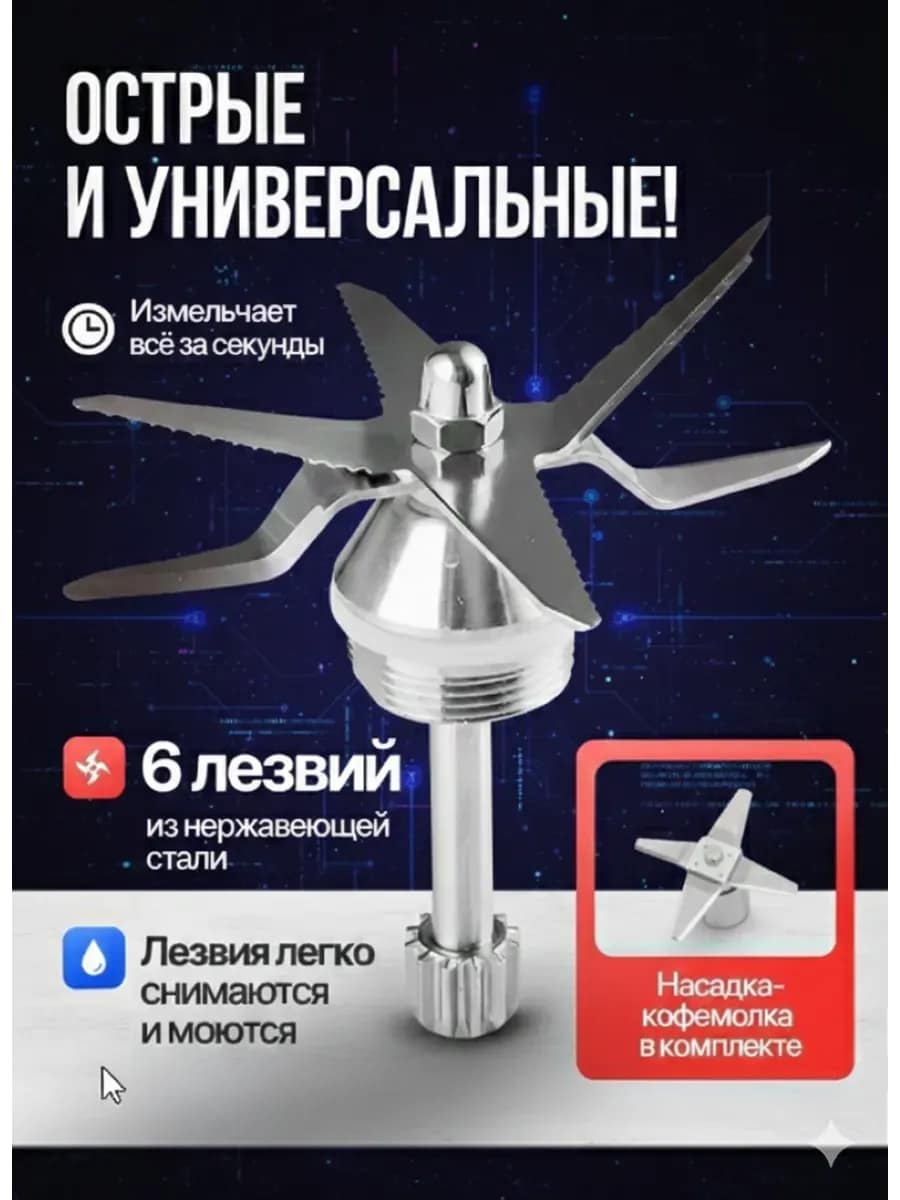 ОСТРЫЕ
И УНИВЕРСАЛЬНЫЕ!
Измельчает
всё за секунды
6 лезвий
из нержавеющей
стали
Лезвия легко
снимаются
и моются
Насадка-
кофемолка
в комплекте